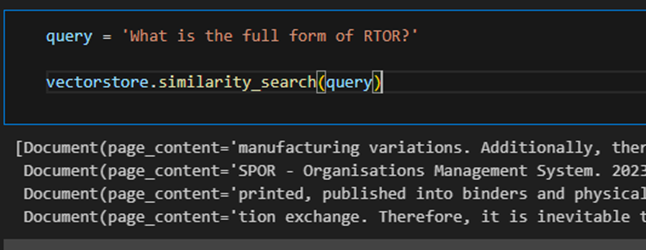 query = 'What is the full form of RTOR?'
vectorstore.similarity_search(query)
[Document(page_content='manufacturing variations. Additionally, ther
Document(page_content='SPOR - Organisations Management System. 2023
Document(page_content='printed, published into binders and physical
Document(page_content='tion exchange. Therefore, it is inevitable t